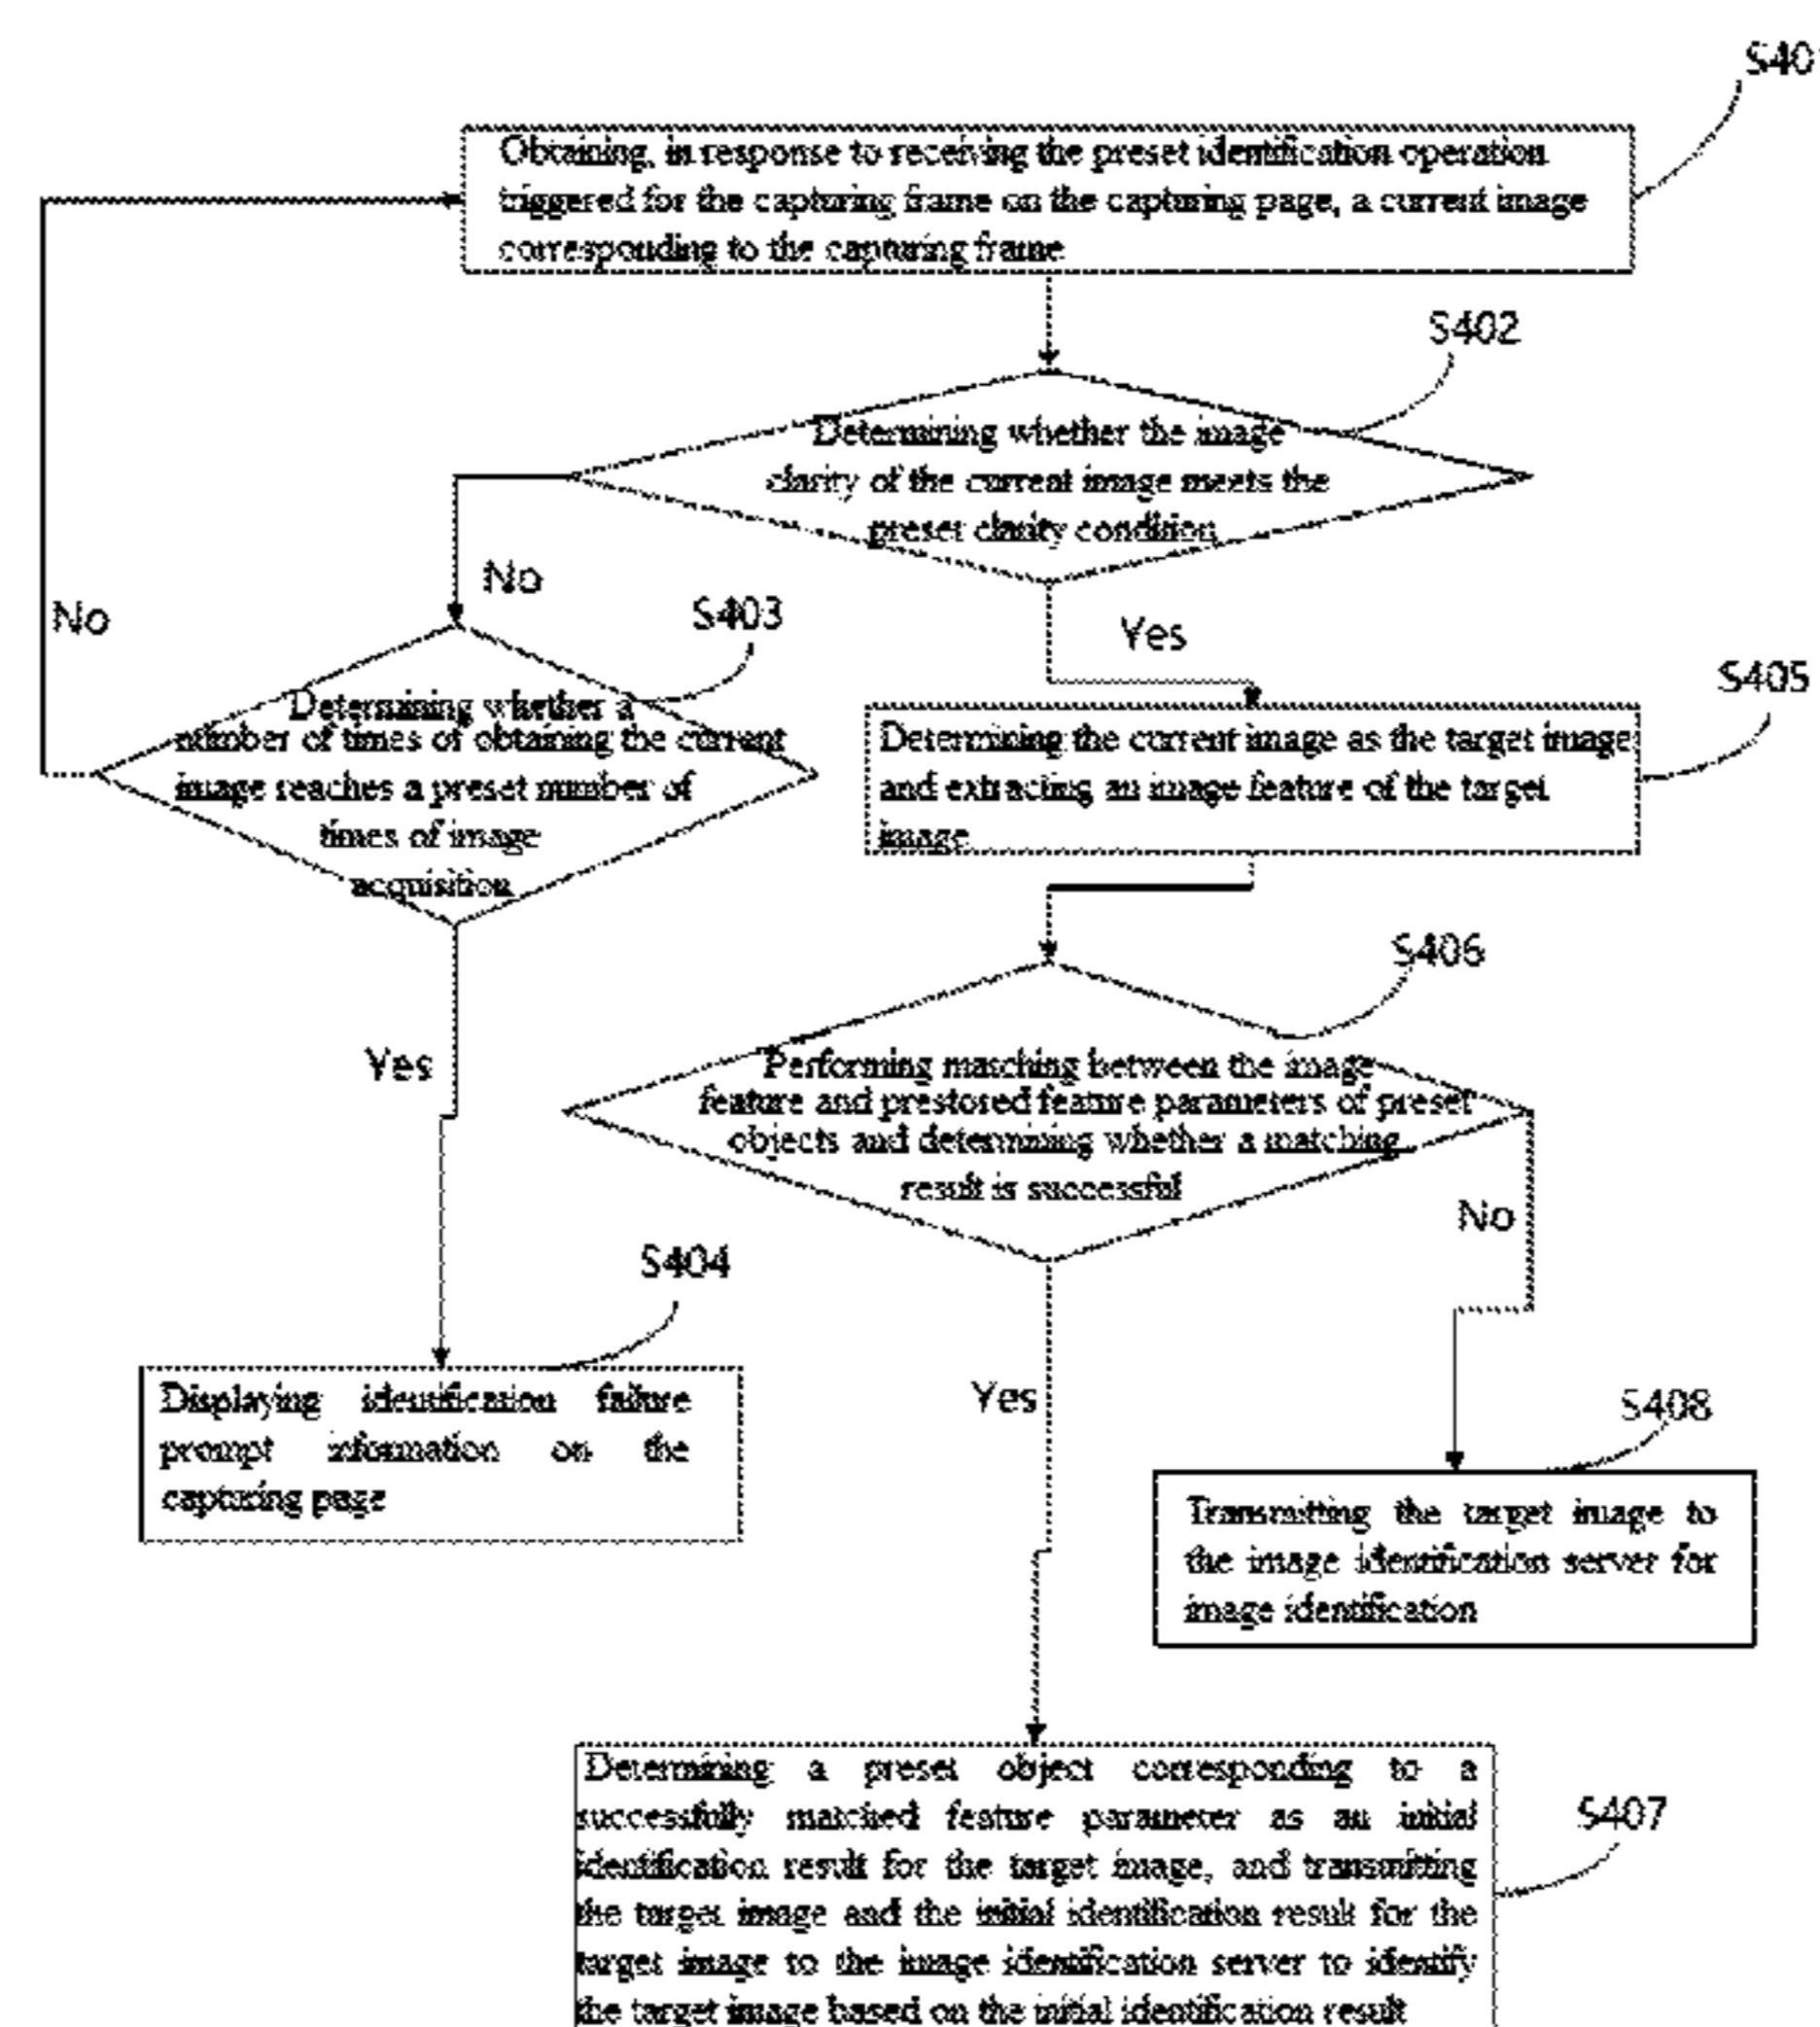 S40
Obtaining, in response to receiving the preset identification operation
triggered for the capturing frame on the capturing page, a current image
corresponding to the capturing frame
S402
Determining whether the image
clarity of the current image meets the
preset clarity condition
No
No
S403
Yes
S405
Determining whether a
number of times of obtaining the current
image reaches a preset number of
times of image
acquisition
Determining the current image as the target image
and extracting an image feature of the target
image
S406
Yes
Performing matching between the image
feature and prestored feature parameters of preset
objects and determining whether a matching
result is successful
No
S404
Displaying identification failure
prompt information on the
capturing page
Yes
S408
Transmitting the target image to
the image identification server for
image identification
Determining a preset object corresponding to a
successfully matched feature parameter as an initial
identification result for the target image, and transmitting
the target image and the initial identification result for the
target image to the image identification server to identify
the target image based on the initial identification result
S407